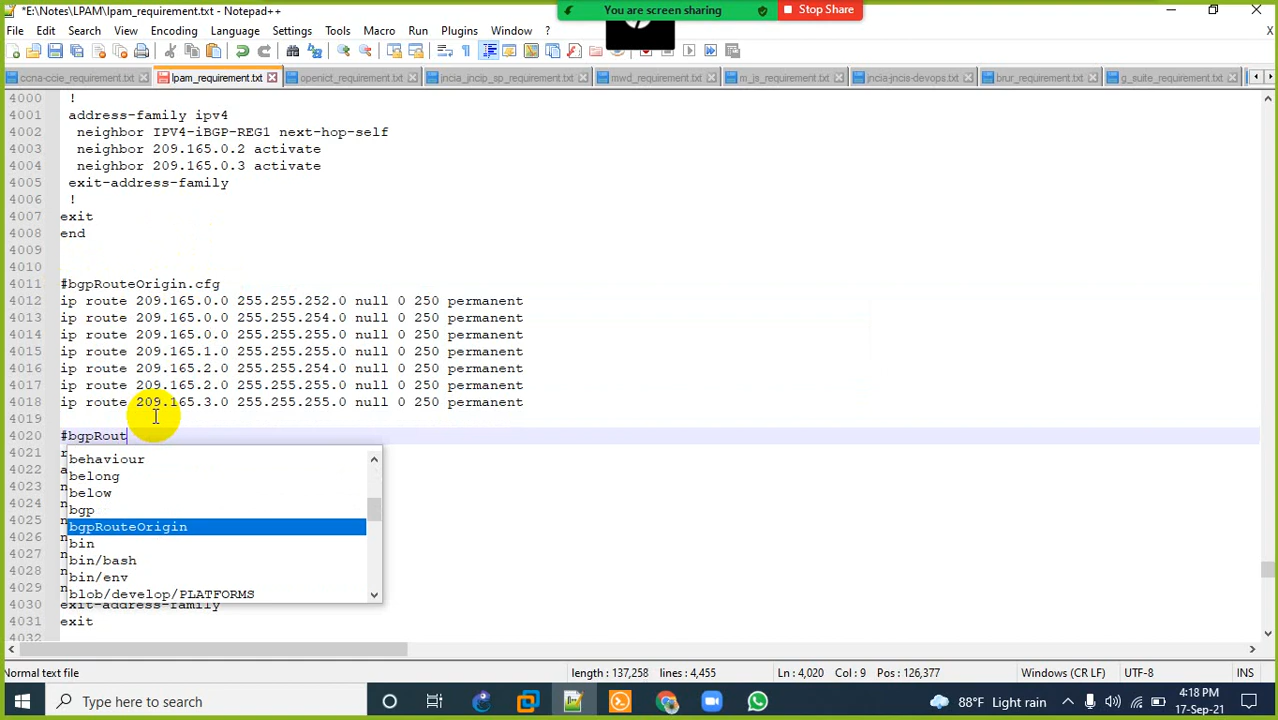 *E:\Notes\LPAM\lpam_requirement.txt - Notepad++
You are screen sharing
Stop Share
File Edit Search View Encoding Language Settings Tools Macro Run Plugins Window ?
X
ccna-ccie_requirement.txt lpam_requirement.txt openict_requirement.txt jncia_jncip_sp_requirement.txt mwd_requirement.txt m_js_requirement.txt jncia-jncis-devops.txt brur_requirement.txt g_suite_requirement.txt
4000 !
4001 address-family ipv4
4002 neighbor IPV4-iBGP-REG1 next-hop-self
4003 neighbor 209.165.0.2 activate
4004 neighbor 209.165.0.3 activate
4005 exit-address-family
4006 !
4007 exit
4008 end
4009
4010
4011 #bgpRouteOrigin.cfg
4012 ip route 209.165.0.0 255.255.252.0 null 0 250 permanent
4013 ip route 209.165.0.0 255.255.254.0 null 0 250 permanent
4014 ip route 209.165.0.0 255.255.255.0 null 0 250 permanent
4015 ip route 209.165.1.0 255.255.255.0 null 0 250 permanent
4016 ip route 209.165.2.0 255.255.254.0 null 0 250 permanent
4017 ip route 209.165.2.0 255.255.255.0 null 0 250 permanent
4018 ip route 209.165.3.0 255.255.255.0 null 0 250 permanent
4019
4020 #bgpRout
4021 r
behaviour
4022 a
belong
4023 n
below
4024 n
bgp
4025 n
bgpRouteOrigin
4026 n
bin
4027 n
bin/bash
4028 n
bin/env
4029 n
blob/develop/PLATFORMS
4030 exit-address-family
4031 exit
4032
Normal text file length : 137,258 lines : 4,455 Ln : 4,020 Col : 9 Pos : 126,377 Windows (CR LF) UTF-8 INS
Type here to search
88°F Light rain
4:18 PM
17-Sep-21